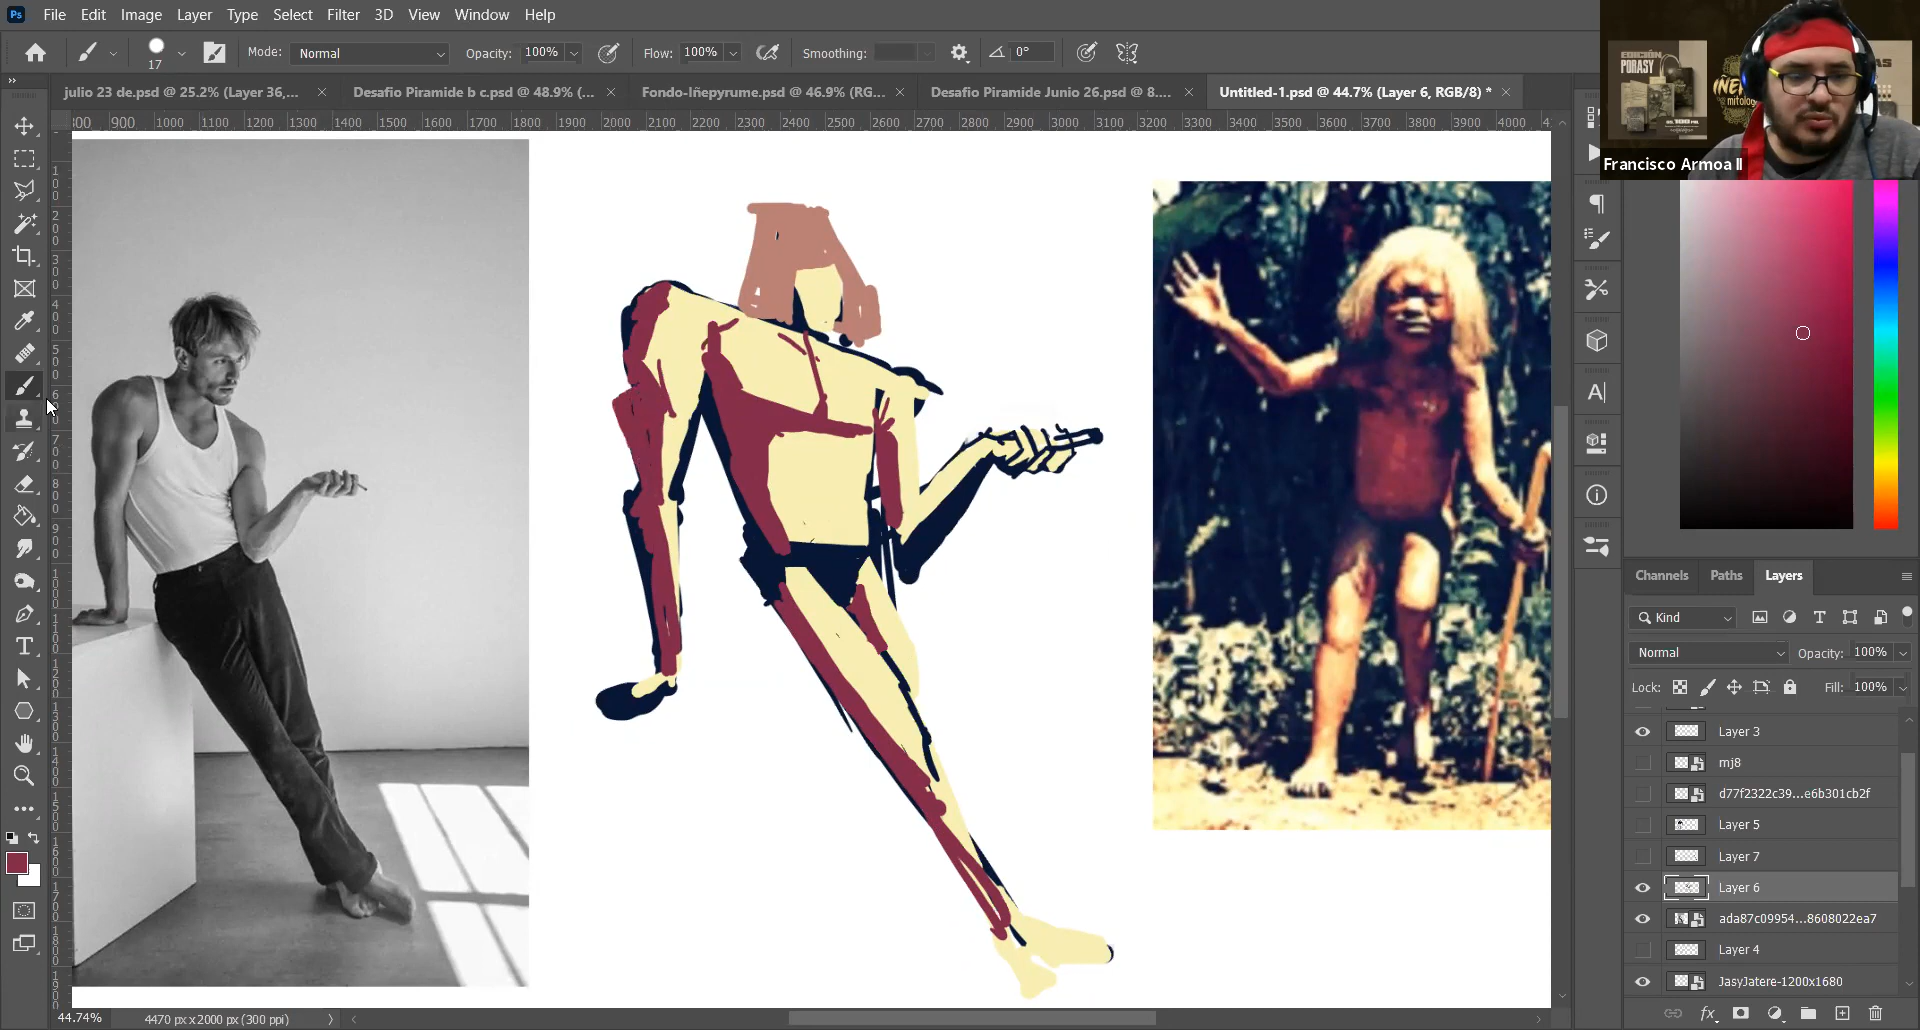 File Edit Image Layer Type Select Filter 3D View Window Help
17 Mode: Normal Opacity: 100% Flow: 100% Smoothing: 0°
julio 23 de.psd @ 25.2% (Layer 36,... Desafio Piramide b c.psd @ 48.9% (... Fondo-Iñepyrume.psd @ 46.9% (RG... Desafio Piramide Junio 26.psd @ 8.... Untitled-1.psd @ 44.7% (Layer 6, RGB/8) *
800 900 1000 1100 1200 1300 1400 1500 1600 1700 1800 1900 2000 2100 2200 2300 2400 2500 2600 2700 2800 2900 3000 3100 3200 3300 3400 3500 3600 3700 3800 3900 4000
EDICIÓN
PORASY
Francisco Armoa II
Channels Paths Layers
Kind
Normal Opacity: 100%
Lock: Fill: 100%
Layer 3
mj8
d77f2322c39...e6b301cb2f
Layer 5
Layer 7
Layer 6
ada87c09954...8608022ea7
Layer 4
JasyJatere-1200x1680
44.74% 4470 px x 2000 px (300 ppi)